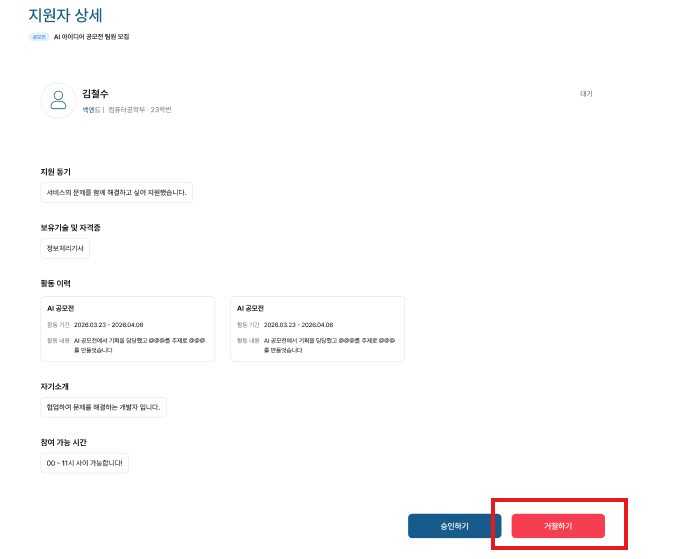 지원자 상세
공모전 AI 아이디어 공모전 팀원 모집
김철수
대기
백엔드 | 컴퓨터공학부 · 23학번
지원 동기
서비스의 문제를 함께 해결하고 싶어 지원했습니다.
보유기술 및 자격증
정보처리기사
활동 이력
AI 공모전
활동 기간 2026.03.23 - 2026.04.06
활동 내용 AI 공모전에서 기획을 담당했고 @@@를 주제로 @@@
를 만들엇습니다
AI 공모전
활동 기간 2026.03.23 - 2026.04.06
활동 내용 AI 공모전에서 기획을 담당했고 @@@를 주제로 @@@
를 만들엇습니다
자기소개
협업하여 문제를 해결하는 개발자 입니다.
참여 가능 시간
00 - 11시 사이 가능합니다!
승인하기
거절하기